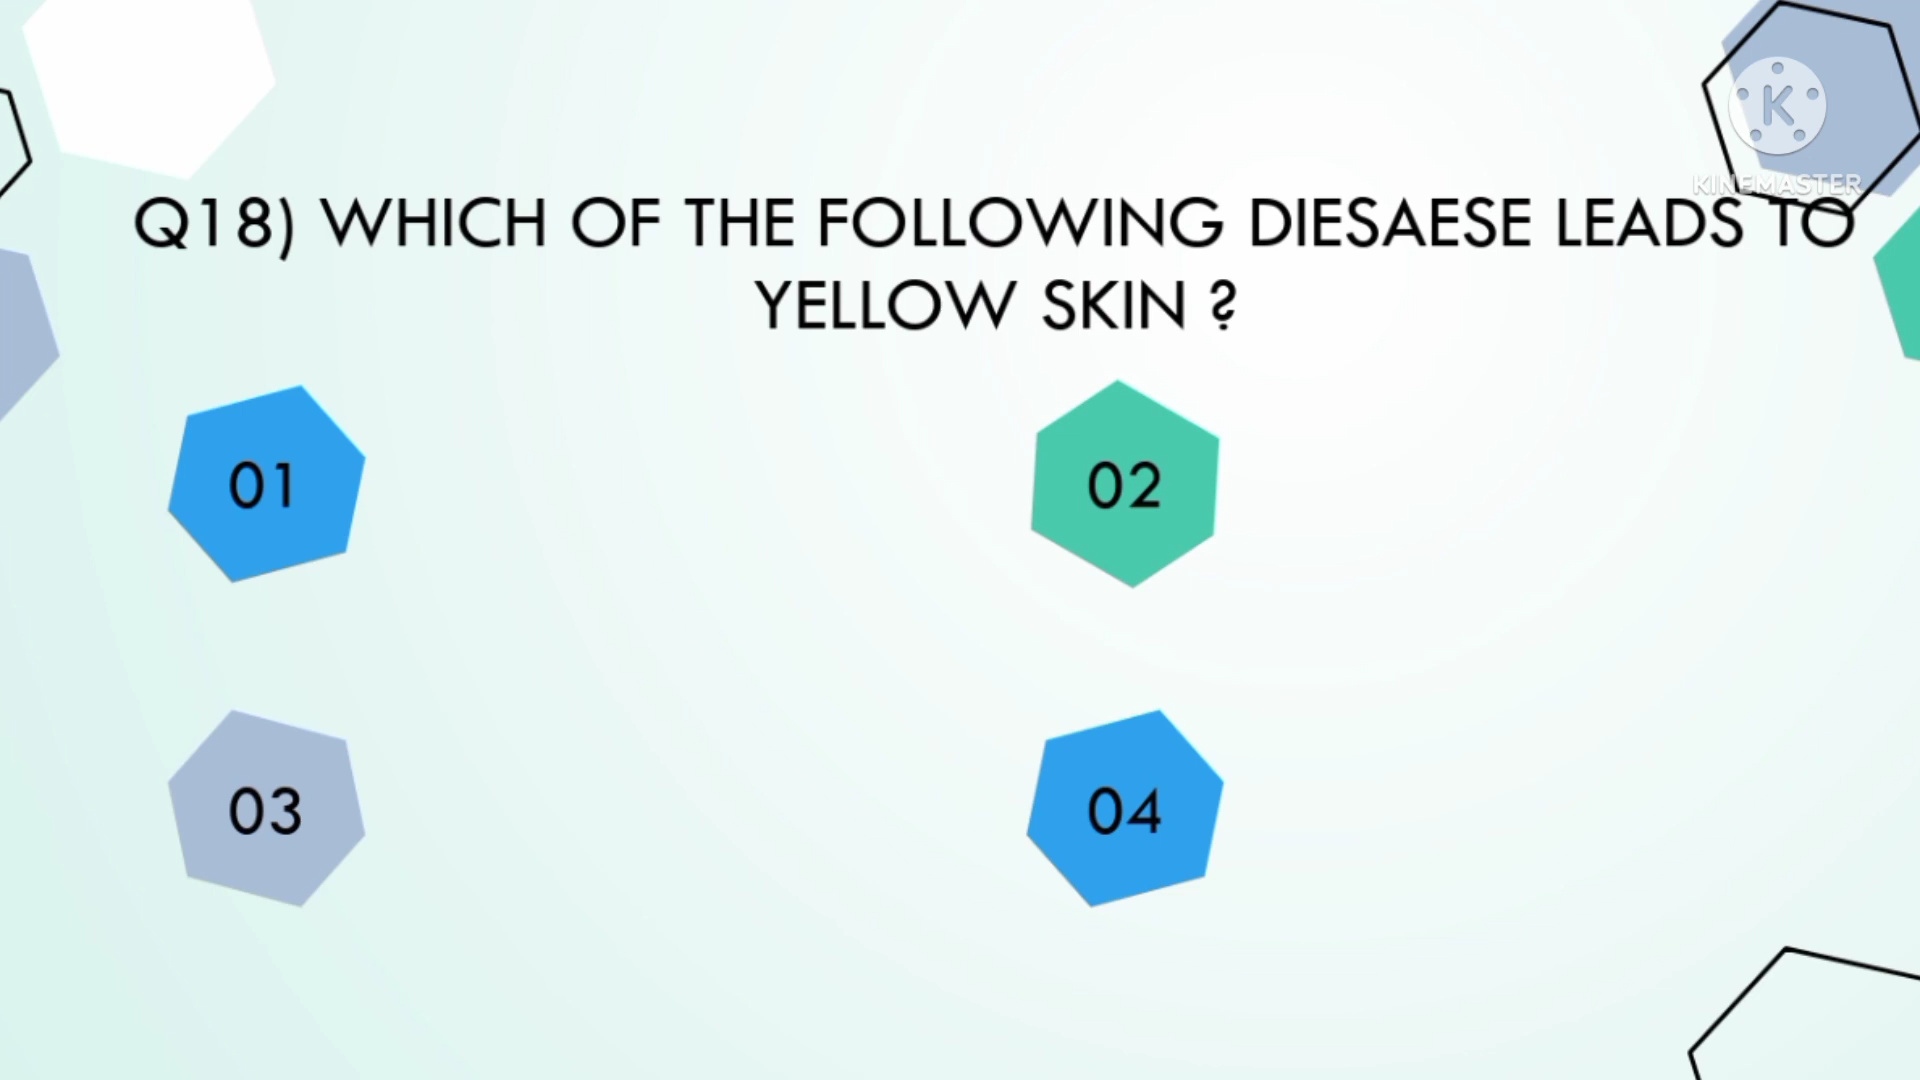 K
KINEMASTER
Q18) WHICH OF THE FOLLOWING DIESAESE LEADS TO
YELLOW SKIN ?
01
02
03
04